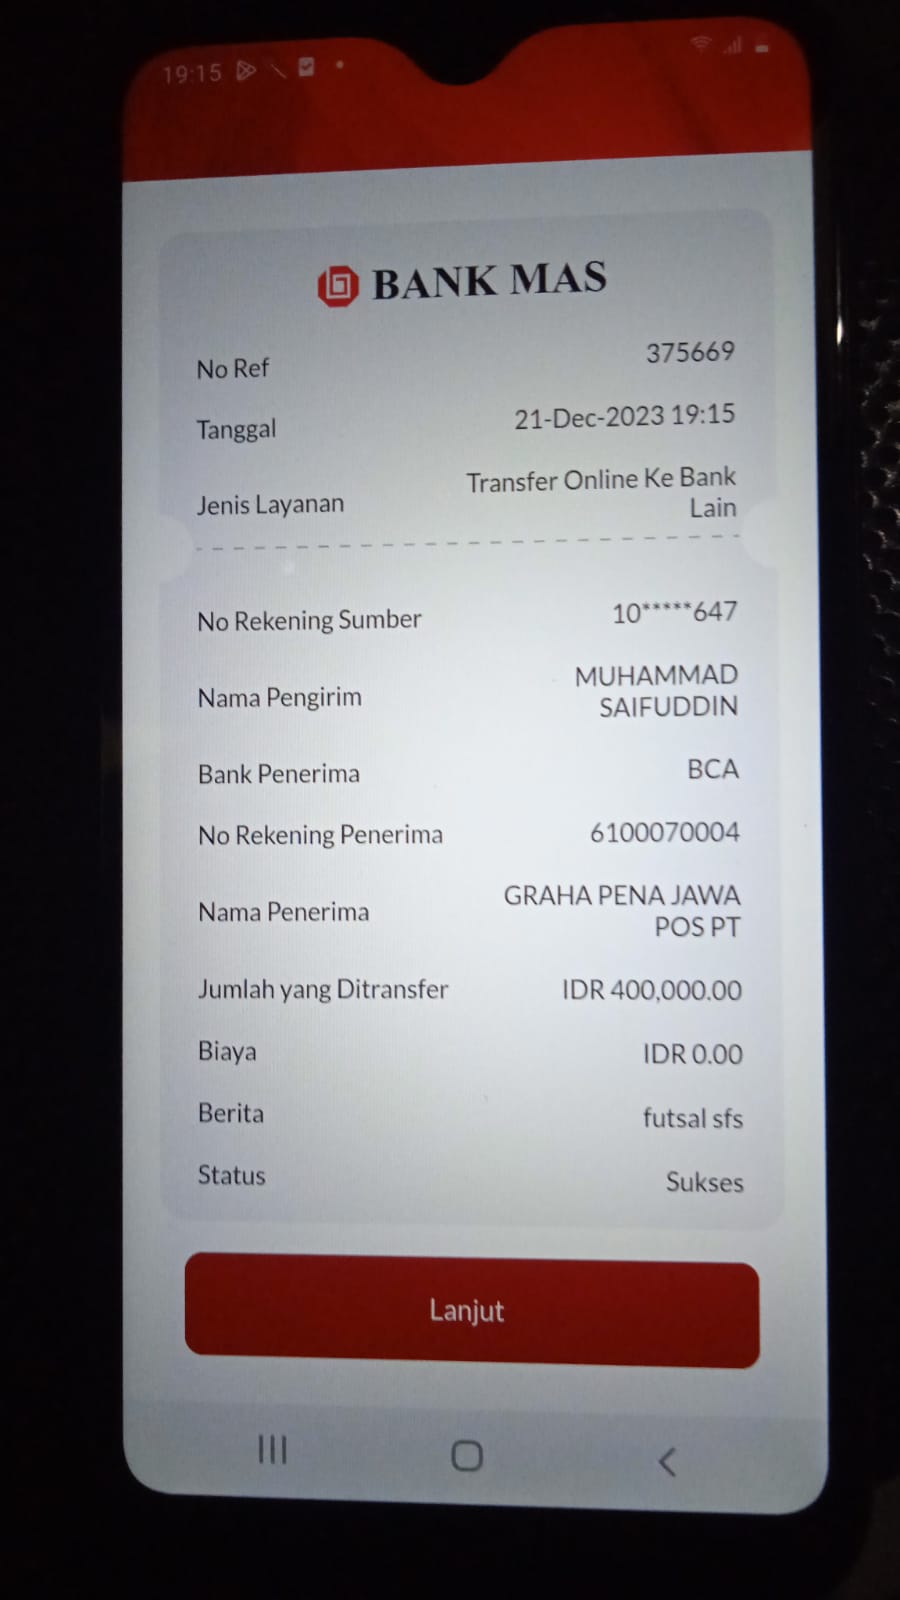 19:15
BANK MAS
No Ref 375669
Tanggal 21-Dec-2023 19:15
Jenis Layanan Transfer Online Ke Bank
Lain
No Rekening Sumber 10*****647
Nama Pengirim MUHAMMAD
SAIFUDDIN
Bank Penerima BCA
No Rekening Penerima 6100070004
Nama Penerima GRAHA PENA JAWA
POS PT
Jumlah yang Ditransfer IDR 400,000.00
Biaya IDR 0.00
Berita futsal sfs
Status Sukses
Lanjut